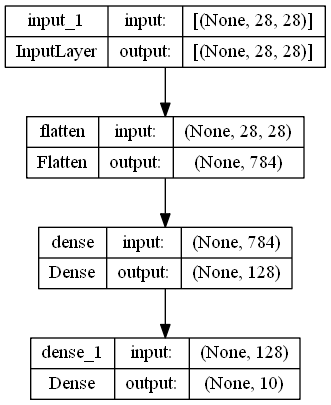 input_1 input: [(None, 28, 28)]
InputLayer output: [(None, 28, 28)]
flatten input: (None, 28, 28)
Flatten output: (None, 784)
dense input: (None, 784)
Dense output: (None, 128)
dense_1 input: (None, 128)
Dense output: (None, 10)